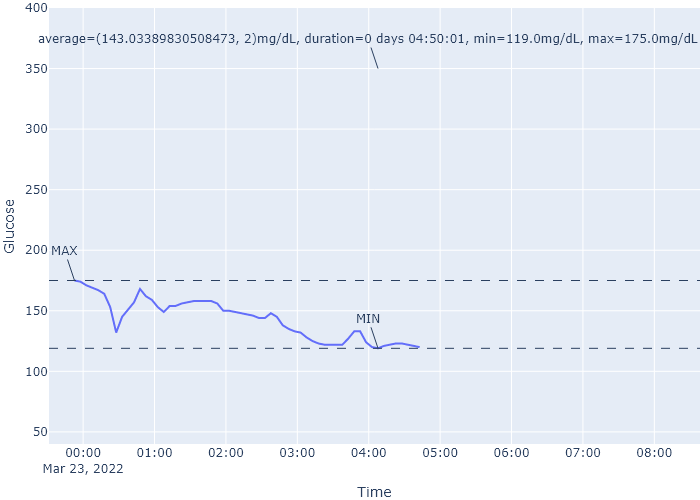 400
average=(143.03389830508473, 2)mg/dL, duration=0 days 04:50:01, min=119.0mg/dL, max=175.0mg/dL
350
300
250
200
150
100
50
Glucose
MAX
MIN
00:00 01:00 02:00 03:00 04:00 05:00 06:00 07:00 08:00
Mar 23, 2022
Time